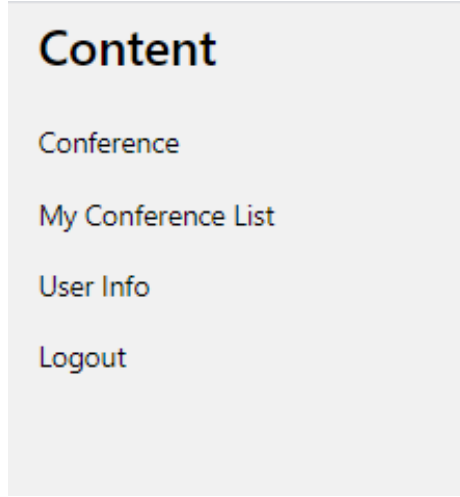 Content
Conference
My Conference List
User Info
Logout